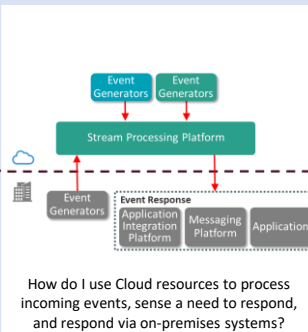 Event
Generators
Event
Generators
Stream Processing Platform
Event
Generators
Event Response
Application
Integration
Platform
Messaging
Platform
Application
How do I use Cloud resources to process
incoming events, sense a need to respond,
and respond via on-premises systems?